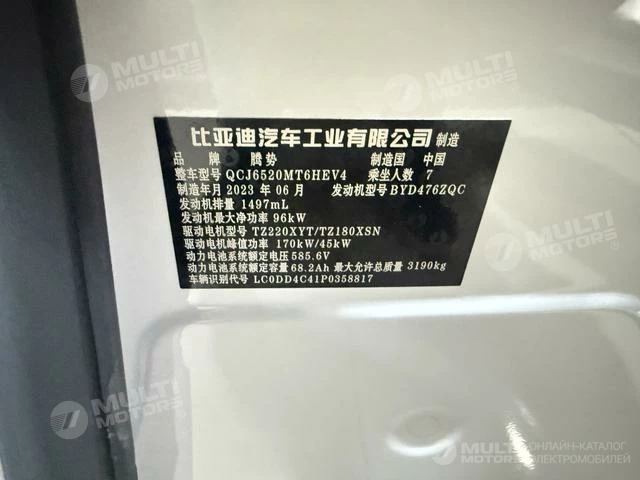 比亚迪汽车工业有限公司 制造
品 牌 腾势 制造国 中国
整车型号 QCJ6520MT6HEV4 乘坐人数 7
制造年月 2023 年 06 月 发动机型号 BYD476ZQC
发动机排量 1497mL
发动机最大净功率 96kW
驱动电机型号 TZ220XYT/TZ180XSN
驱动电机峰值功率 170kW/45kW
动力电池系统额定电压 585.6V
动力电池系统额定容量 68.2Ah 最大允许总质量 3190kg
车辆识别代号 LC0DD4C41P0358817
MULTI MOTORS
MULTI MOTORS
MULTI MOTORS
MULTI MOTORS
MULTI MOTORS
MULTI MOTORS
ОНЛАЙН-КАТАЛОГ
ЭЛЕКТРОМОБИЛЕЙ